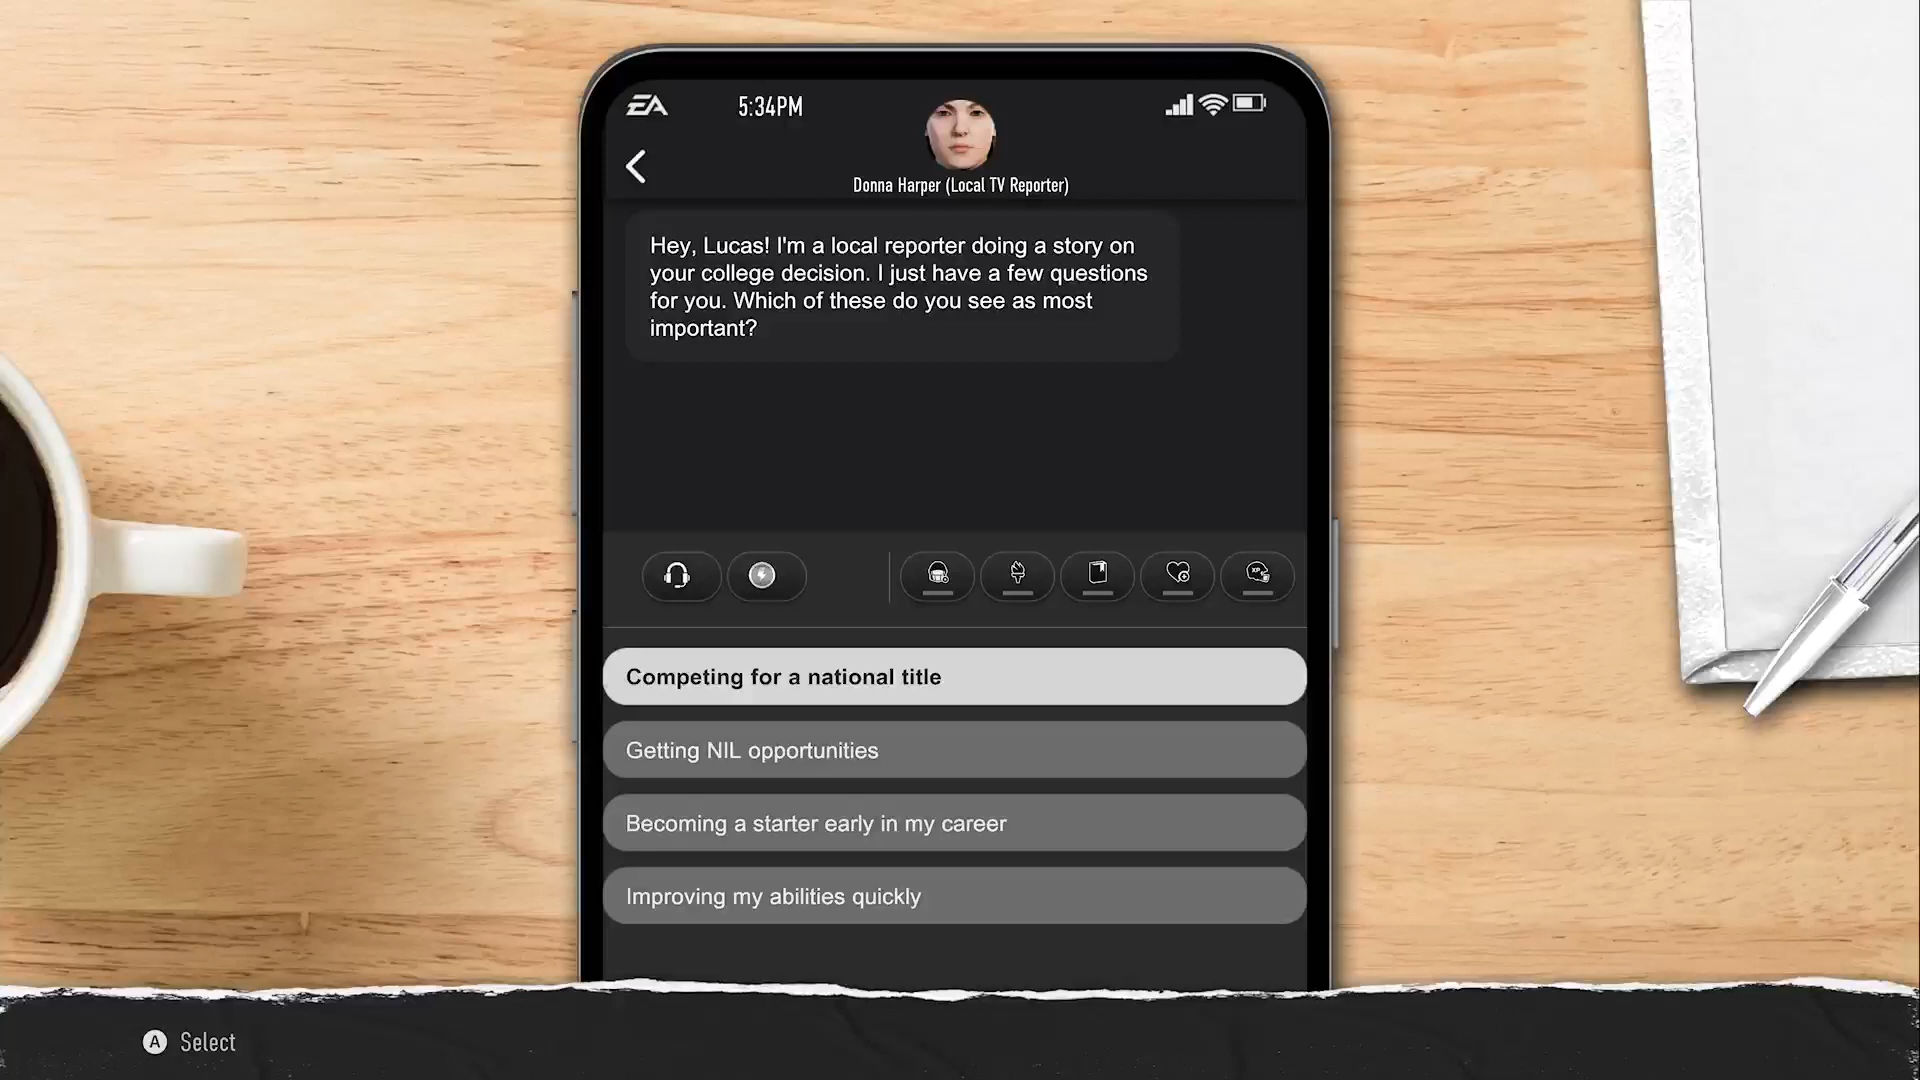 EA
5:34PM
Donna Harper (Local TV Reporter)
Hey, Lucas! I'm a local reporter doing a story on
your college decision. I just have a few questions
for you. Which of these do you see as most
important?
XP
Competing for a national title
Getting NIL opportunities
Becoming a starter early in my career
Improving my abilities quickly
A Select